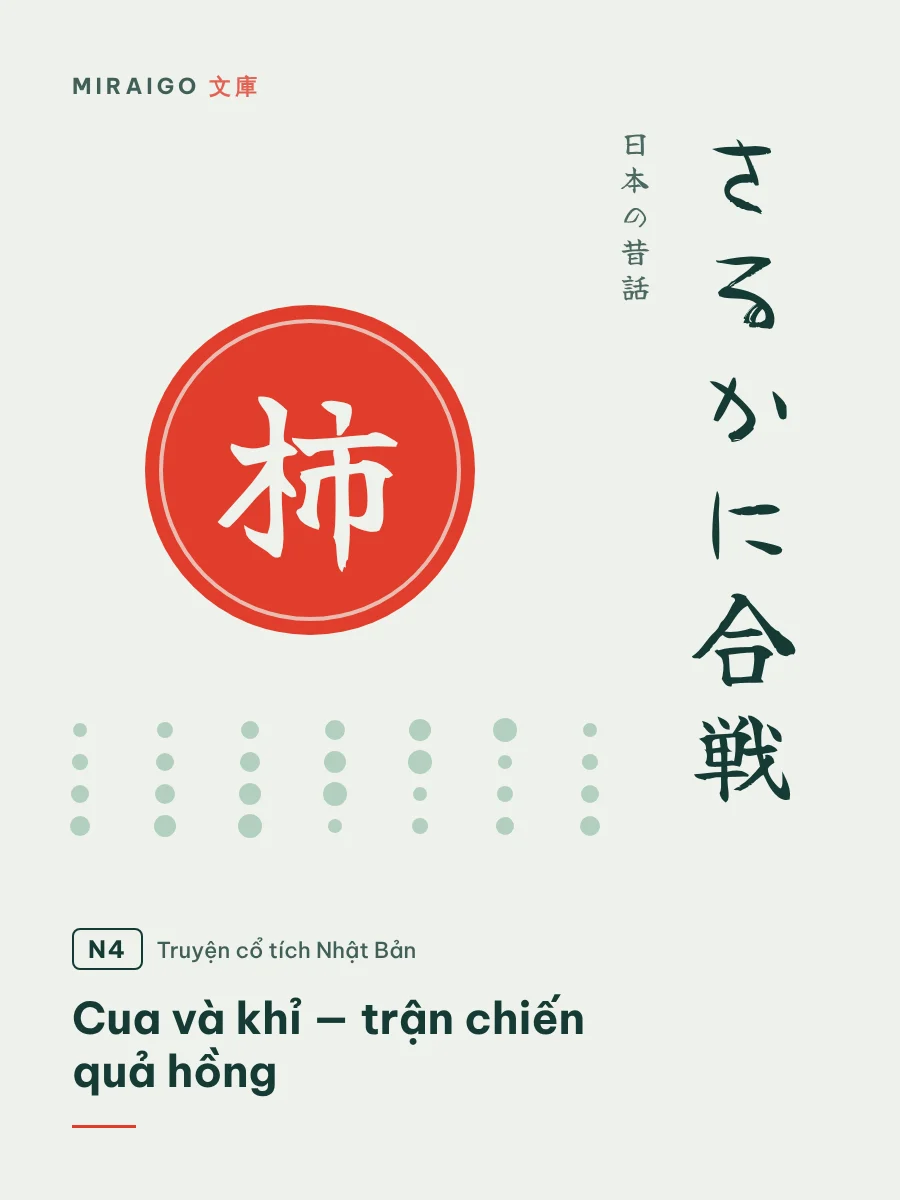 MIRAIGO 文庫
さるかに合戦
日本の昔話
柿
N4 Truyện cổ tích Nhật Bản
Cua và khỉ — trận chiến
quả hồng